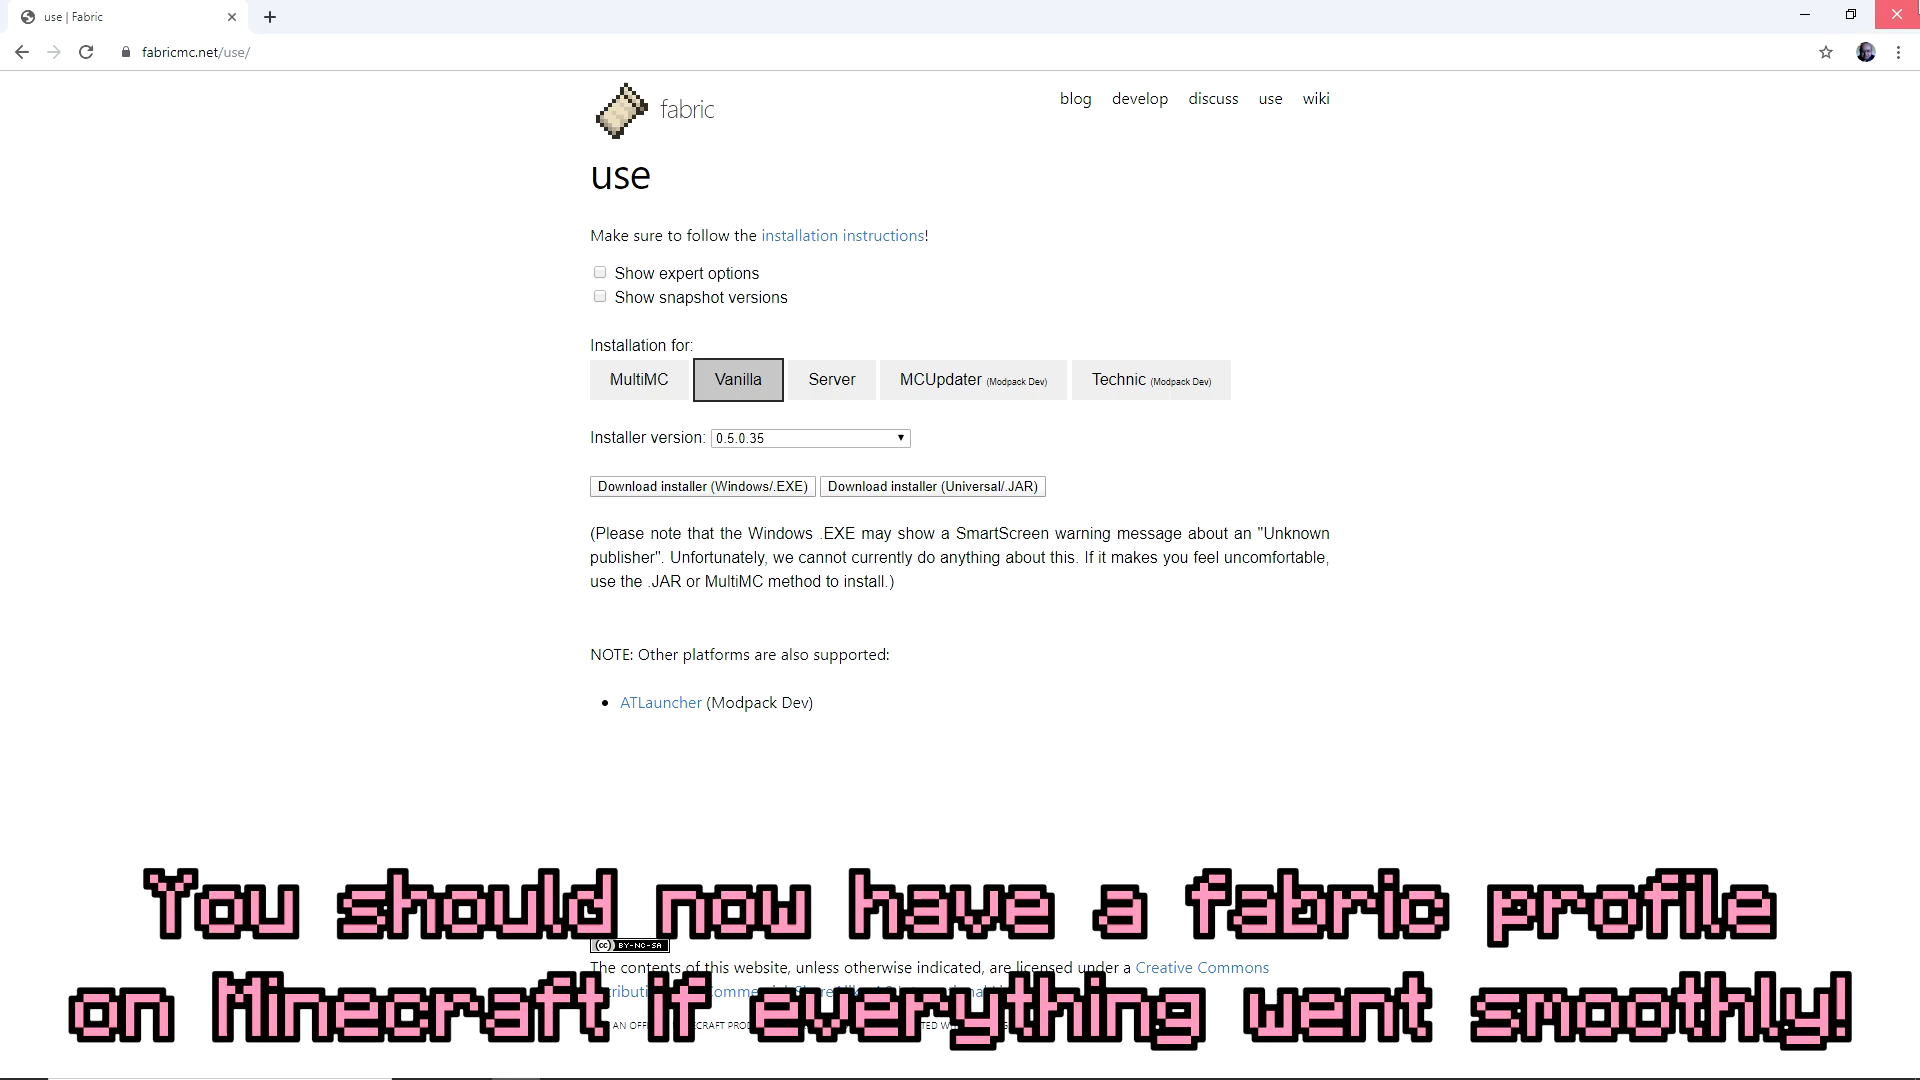 use | Fabric
fabricmc.net/use/
fabric
blog develop discuss use wiki
use
Make sure to follow the installation instructions!
Show expert options
Show snapshot versions
Installation for:
MultiMC Vanilla Server MCUpdater (Modpack Dev) Technic (Modpack Dev)
Installer version: 0.5.0.35
Download installer (Windows/.EXE) Download installer (Universal/.JAR)
(Please note that the Windows .EXE may show a SmartScreen warning message about an "Unknown
publisher". Unfortunately, we cannot currently do anything about this. If it makes you feel uncomfortable,
use the .JAR or MultiMC method to install.)
NOTE: Other platforms are also supported:
ATLauncher (Modpack Dev)
You should now have a fabric profile
(cc) BY-NC-SA
The contents of this website, unless otherwise indicated, are licensed under a Creative Commons
on Minecraft if everything went smoothly!
AN